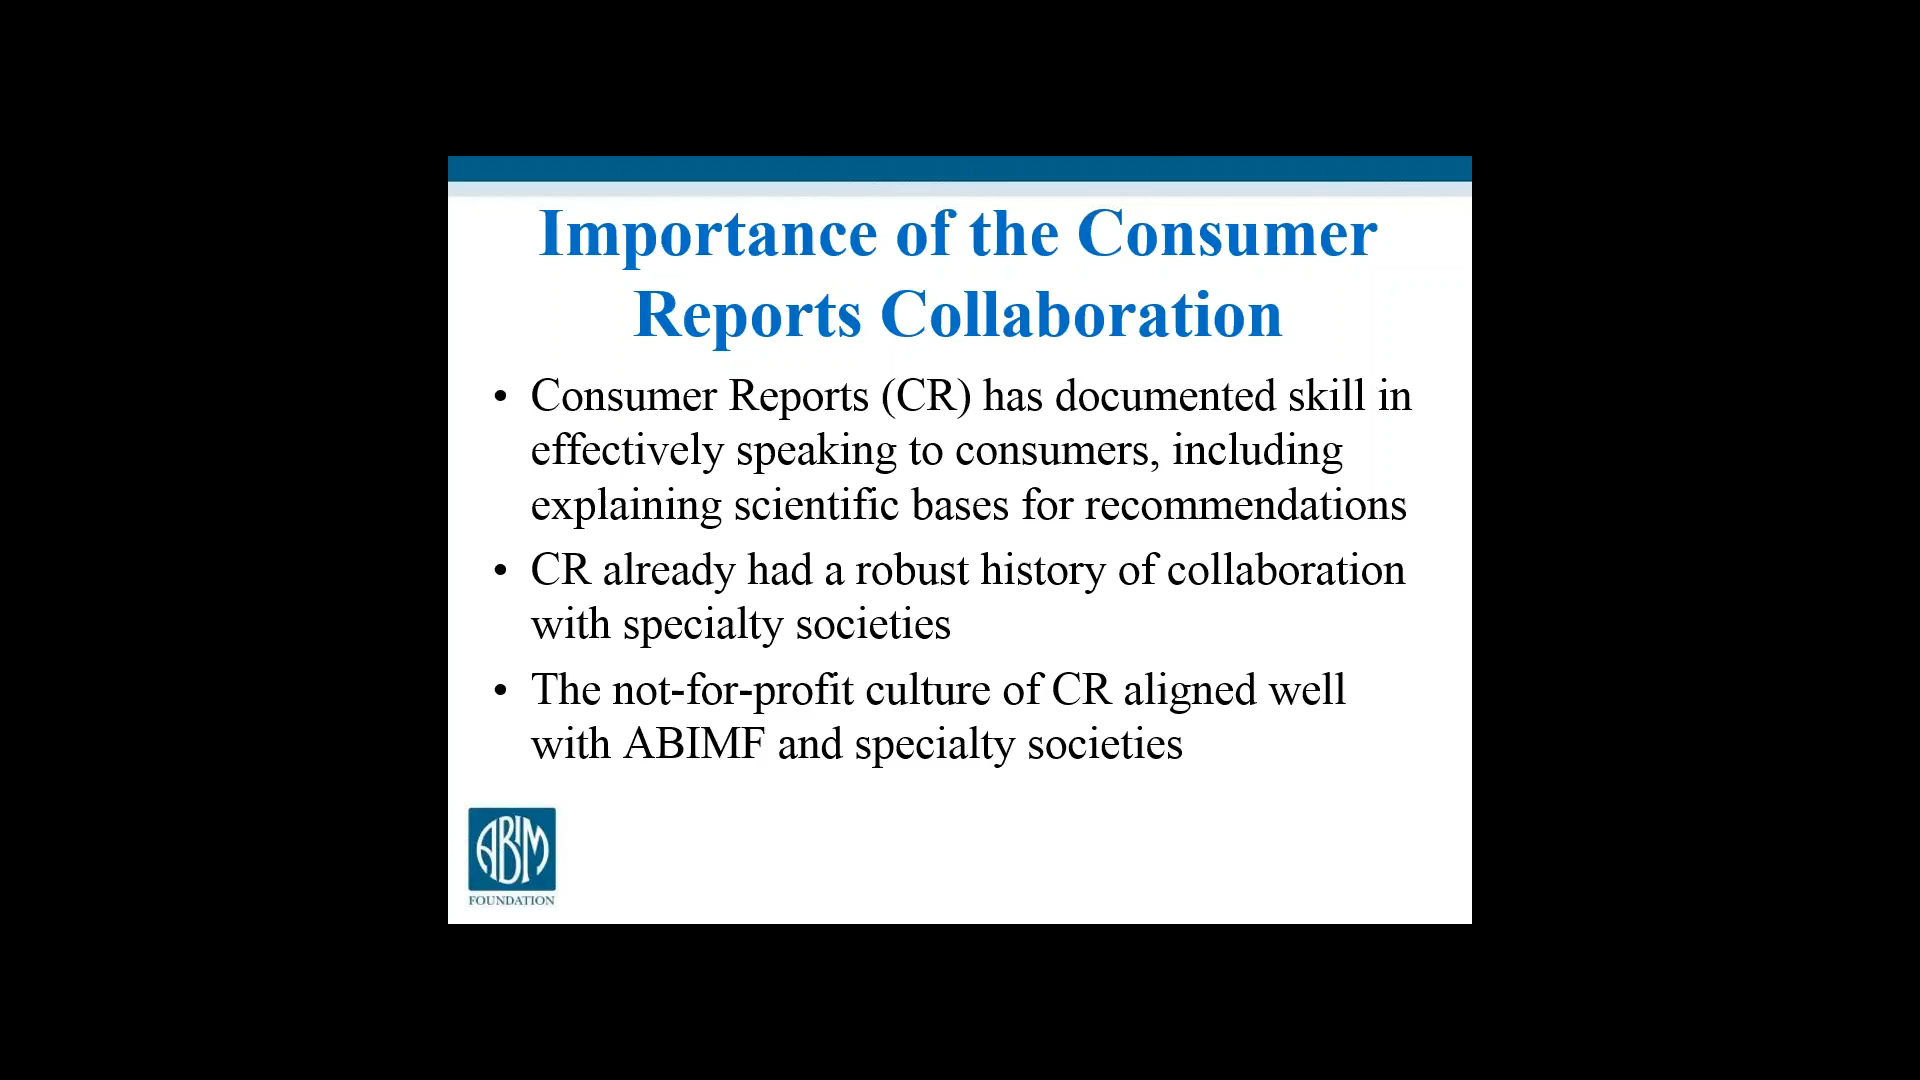 Importance of the Consumer
Reports Collaboration
• Consumer Reports (CR) has documented skill in
effectively speaking to consumers, including
explaining scientific bases for recommendations
• CR already had a robust history of collaboration
with specialty societies
• The not-for-profit culture of CR aligned well
with ABIMF and specialty societies
ABIM
FOUNDATION